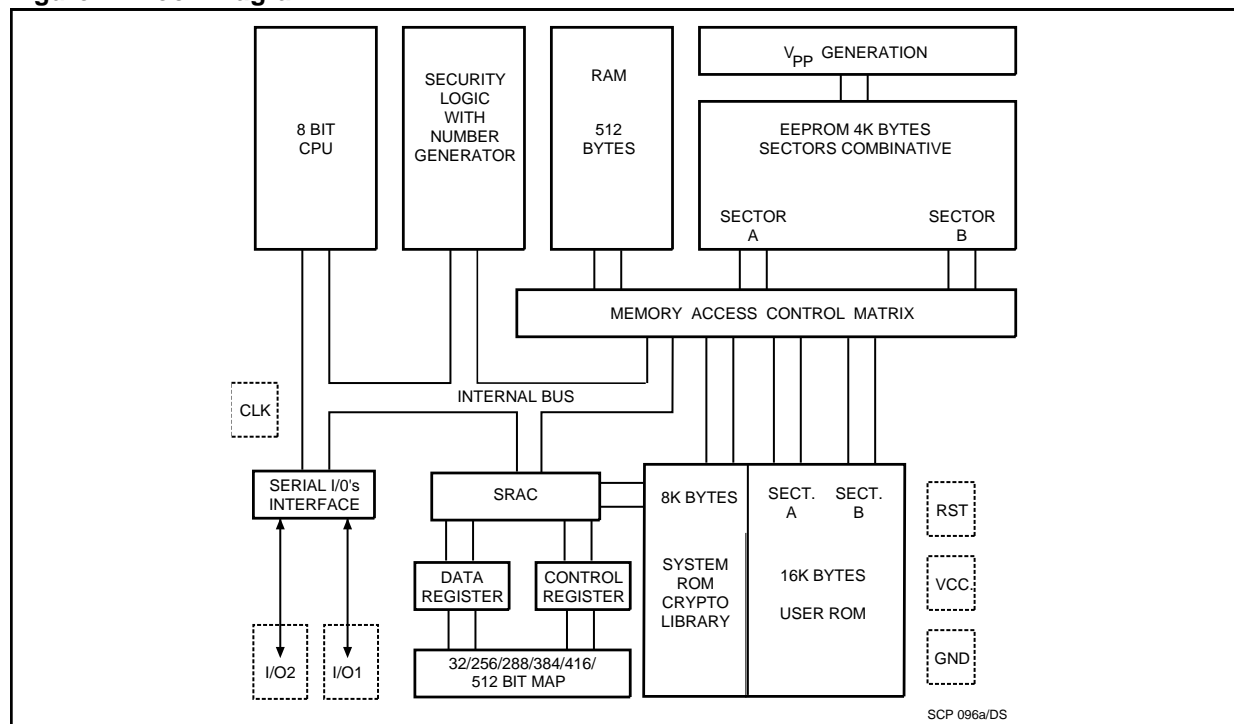 8 BIT
CPU
SECURITY
LOGIC
WITH
NUMBER
GENERATOR
RAM
512
BYTES
VPP GENERATION
EEPROM 4K BYTES
SECTORS COMBINATIVE
SECTOR
A
SECTOR
B
MEMORY ACCESS CONTROL MATRIX
INTERNAL BUS
CLK
SERIAL I/0's
INTERFACE
SRAC
8K BYTES
SYSTEM
ROM
CRYPTO
LIBRARY
SECT.
A
SECT.
B
16K BYTES
USER ROM
RST
VCC.
GND
DATA
REGISTER
CONTROL
REGISTER
I/O2
I/O1
32/256/288/384/416/
512 BIT MAP
SCP 096a/DS